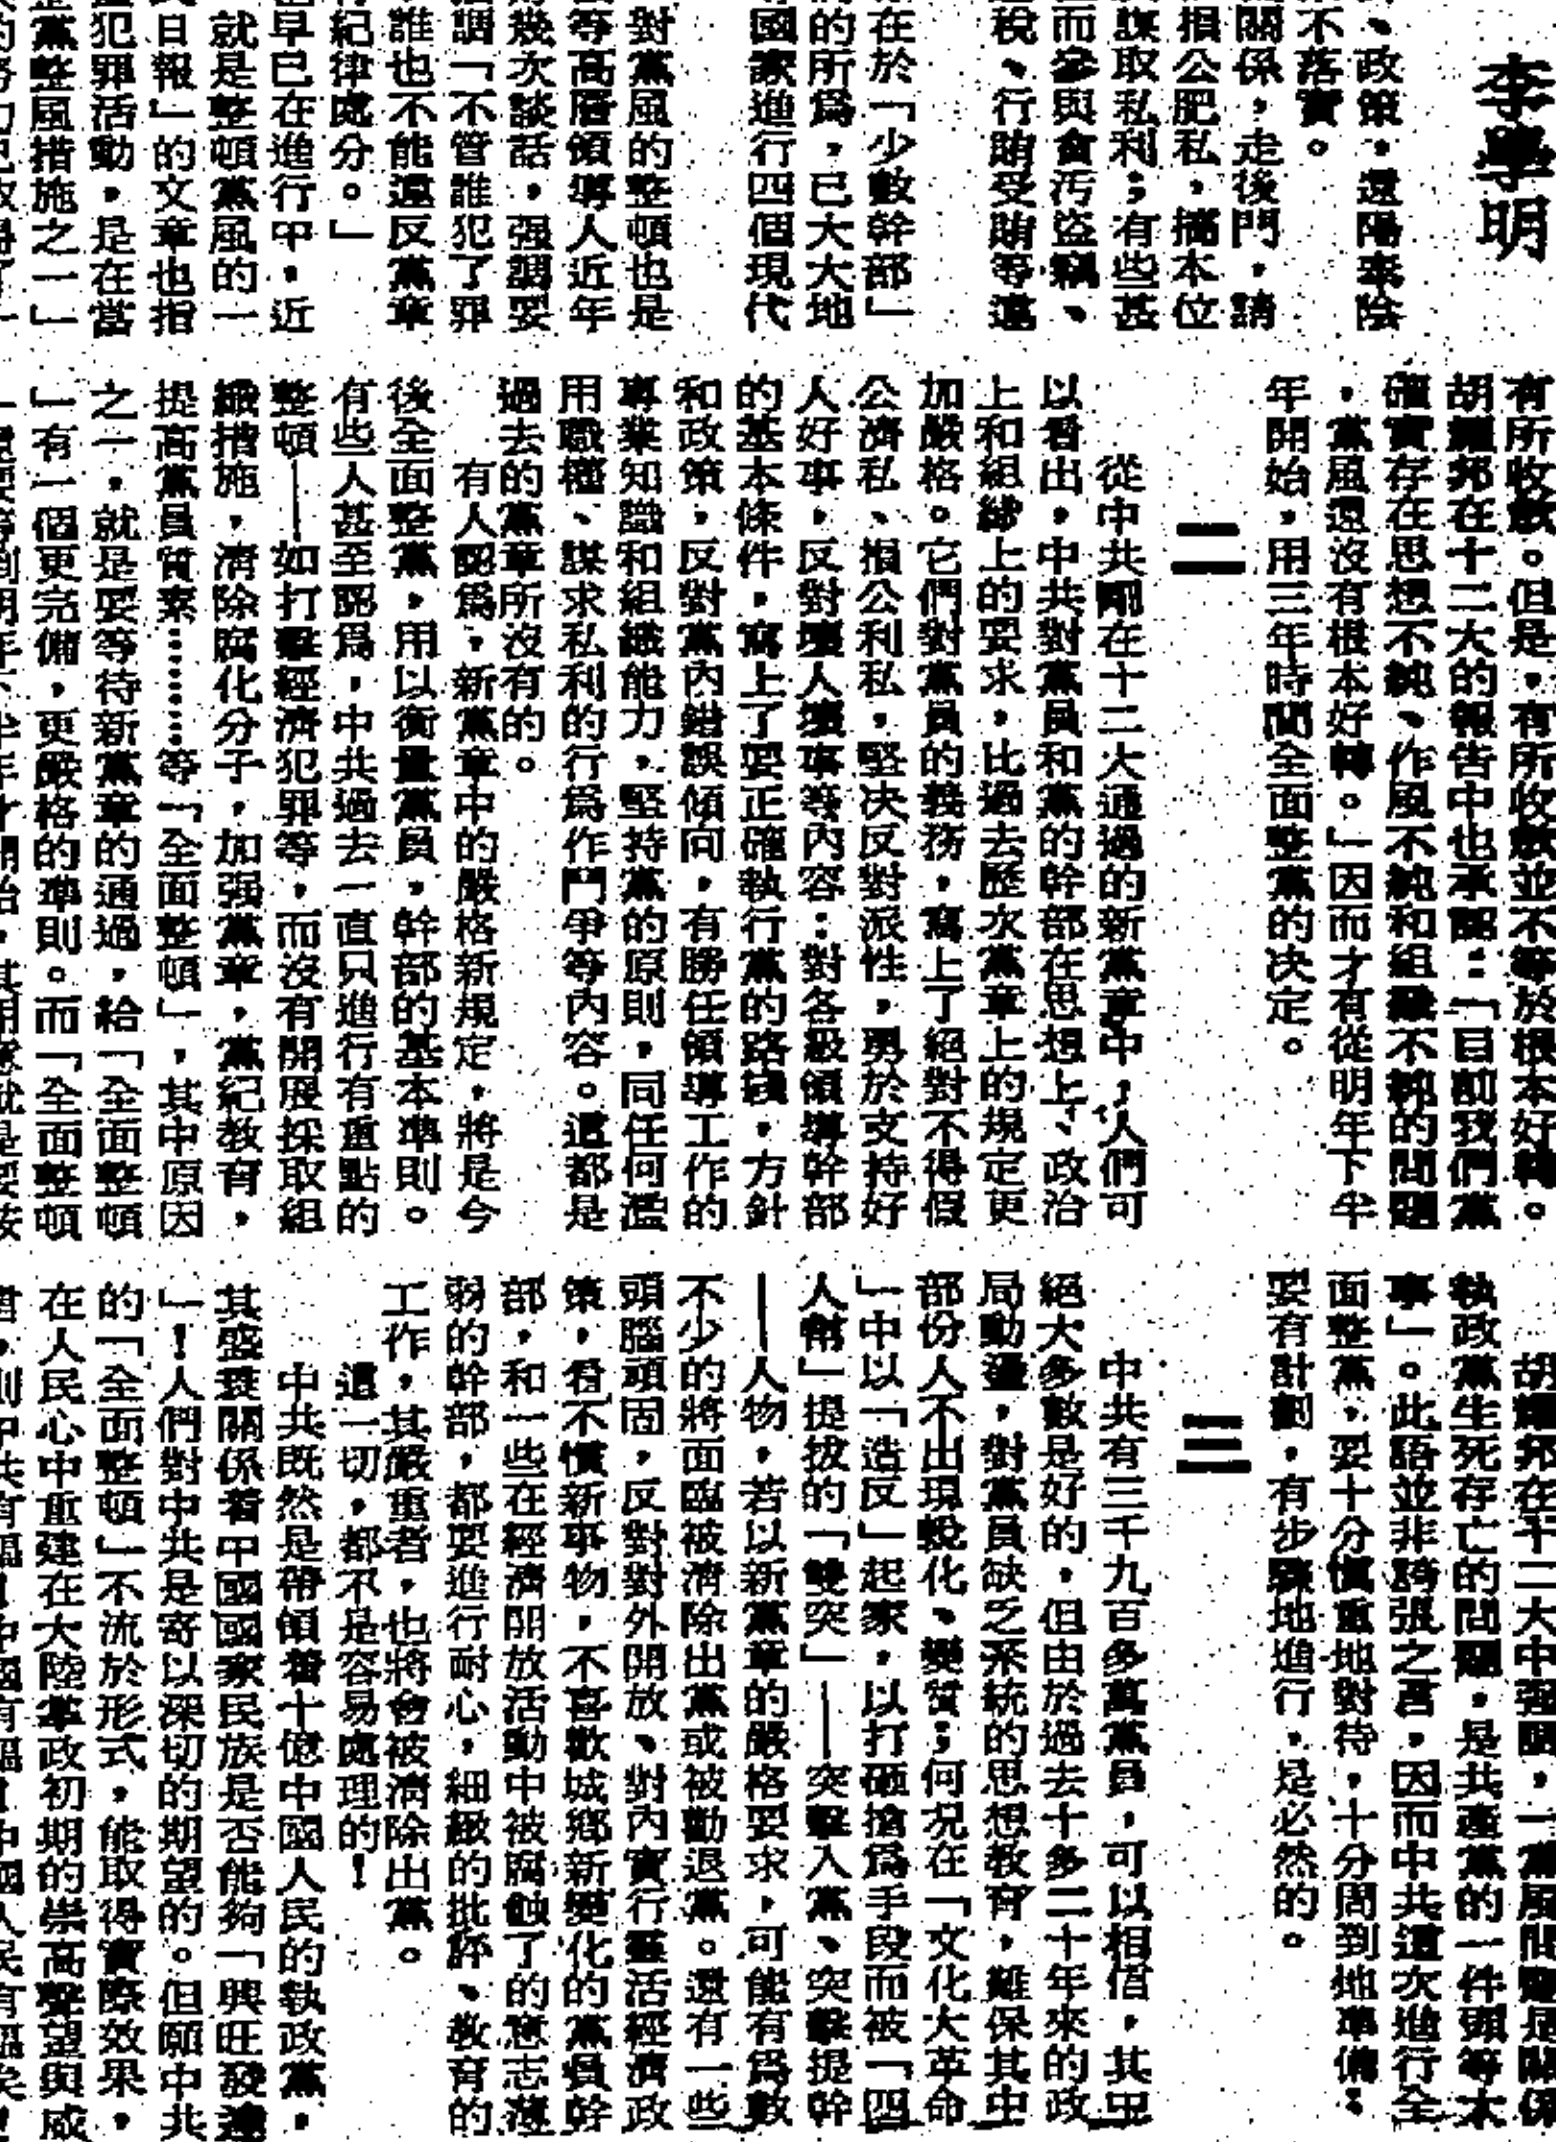 李學明
、政策,還陽奉陰
不落實。
關係,走後門,請
損公肥私,搞本位
謀取私利;有些甚
而參與貪汚盜竊、
稅、行賄受賄等違
在於「少數幹部」
的所爲,已大大地
國家進行四個現代
對黨風的整頓也是
等高層領導人近年
幾次談話,强調要
調「不管誰犯了罪
誰也不能違反黨章
紀律處分。」
早已在進行中,近
就是整頓黨風的一
日報」的文章也指
犯罪活動,是在當
黨整風措施之一」
有所收斂。但是,有所收斂並不等於根本好轉。
胡耀邦在十二大的報告中也承認:「目前我們黨
確實存在思想不純、作風不純和組織不純的問題
,黨風還沒有根本好轉。」因而才有從明年下半
年開始,用三年時間全面整黨的决定。
二
從中共剛在十二大通過的新黨章中,人們可
以看出,中共對黨員和黨的幹部在思想上、政治
上和組織上的要求,比過去歷次黨章上的規定更
加嚴格。它們對黨員的義務,寫上了絕對不得假
公濟私、損公利私,堅决反對派性,勇於支持好
人好事,反對壞人壞事等內容:對各級領導幹部
的基本條件,寫上了要正確執行黨的路綫,方針
和政策,反對黨內錯誤傾向,有勝任領導工作的
專業知識和組織能力,堅持黨的原則,同任何濫
用職權、謀求私利的行爲作鬥爭等內容。這都是
過去的黨章所沒有的。
有人認爲,新黨章中的嚴格新規定,將是今
後全面整黨,用以衡量黨員,幹部的基本準則。
有些人甚至認爲,中共過去一直只進行有重點的
整頓——如打擊經濟犯罪等,而沒有開展採取組
織措施,清除腐化分子,加强黨章,黨紀教育,
提高黨員質素………等「全面整頓」,其中原因
之一,就是要等待新黨章的通過,給「全面整頓
」有一個更完備,更嚴格的準則。而「全面整頓
胡耀邦在十二大中强調,「黨風問題是關係
執政黨生死存亡的問題,是共產黨的一件頭等大
事」。此語並非誇張之言,因而中共這次進行全
面整黨,要十分慎重地對待,十分周到地準備;
要有計劃,有步驟地進行,是必然的。
三
中共有三千九百多萬黨員,可以相信,其中
絕大多數是好的,但由於過去十多二十年來的政
局動盪,對黨員缺乏系統的思想教育,難保其中
部份人不出現蛻化、變質;何况在「文化大革命
」中以「造反」起家,以打砸搶爲手段而被「四
人幫」提拔的「雙突」——突擊入黨、突擊提幹
——人物,若以新黨章的嚴格要求,可能有爲數
不少的將面臨被清除出黨或被勸退黨。還有一些
頭腦頑固,反對對外開放、對內實行靈活經濟政
策,看不慣新事物,不喜歡城鄉新變化的黨員幹
部,和一些在經濟開放活動中被腐蝕了的意志薄
弱的幹部,都要進行耐心,細緻的批評、教育的
工作,其嚴重者,也將會被清除出黨。
這一切,都不是容易處理的!
中共既然是帶領着十億中國人民的執政黨,
其盛衰關係着中國國家民族是否能夠「興旺發達
」!人們對中共是寄以深切的期望的。但願中共
的「全面整頓」不流於形式,能取得實際效果,
在人民心中重建在大陸掌政初期的崇高聲望與威